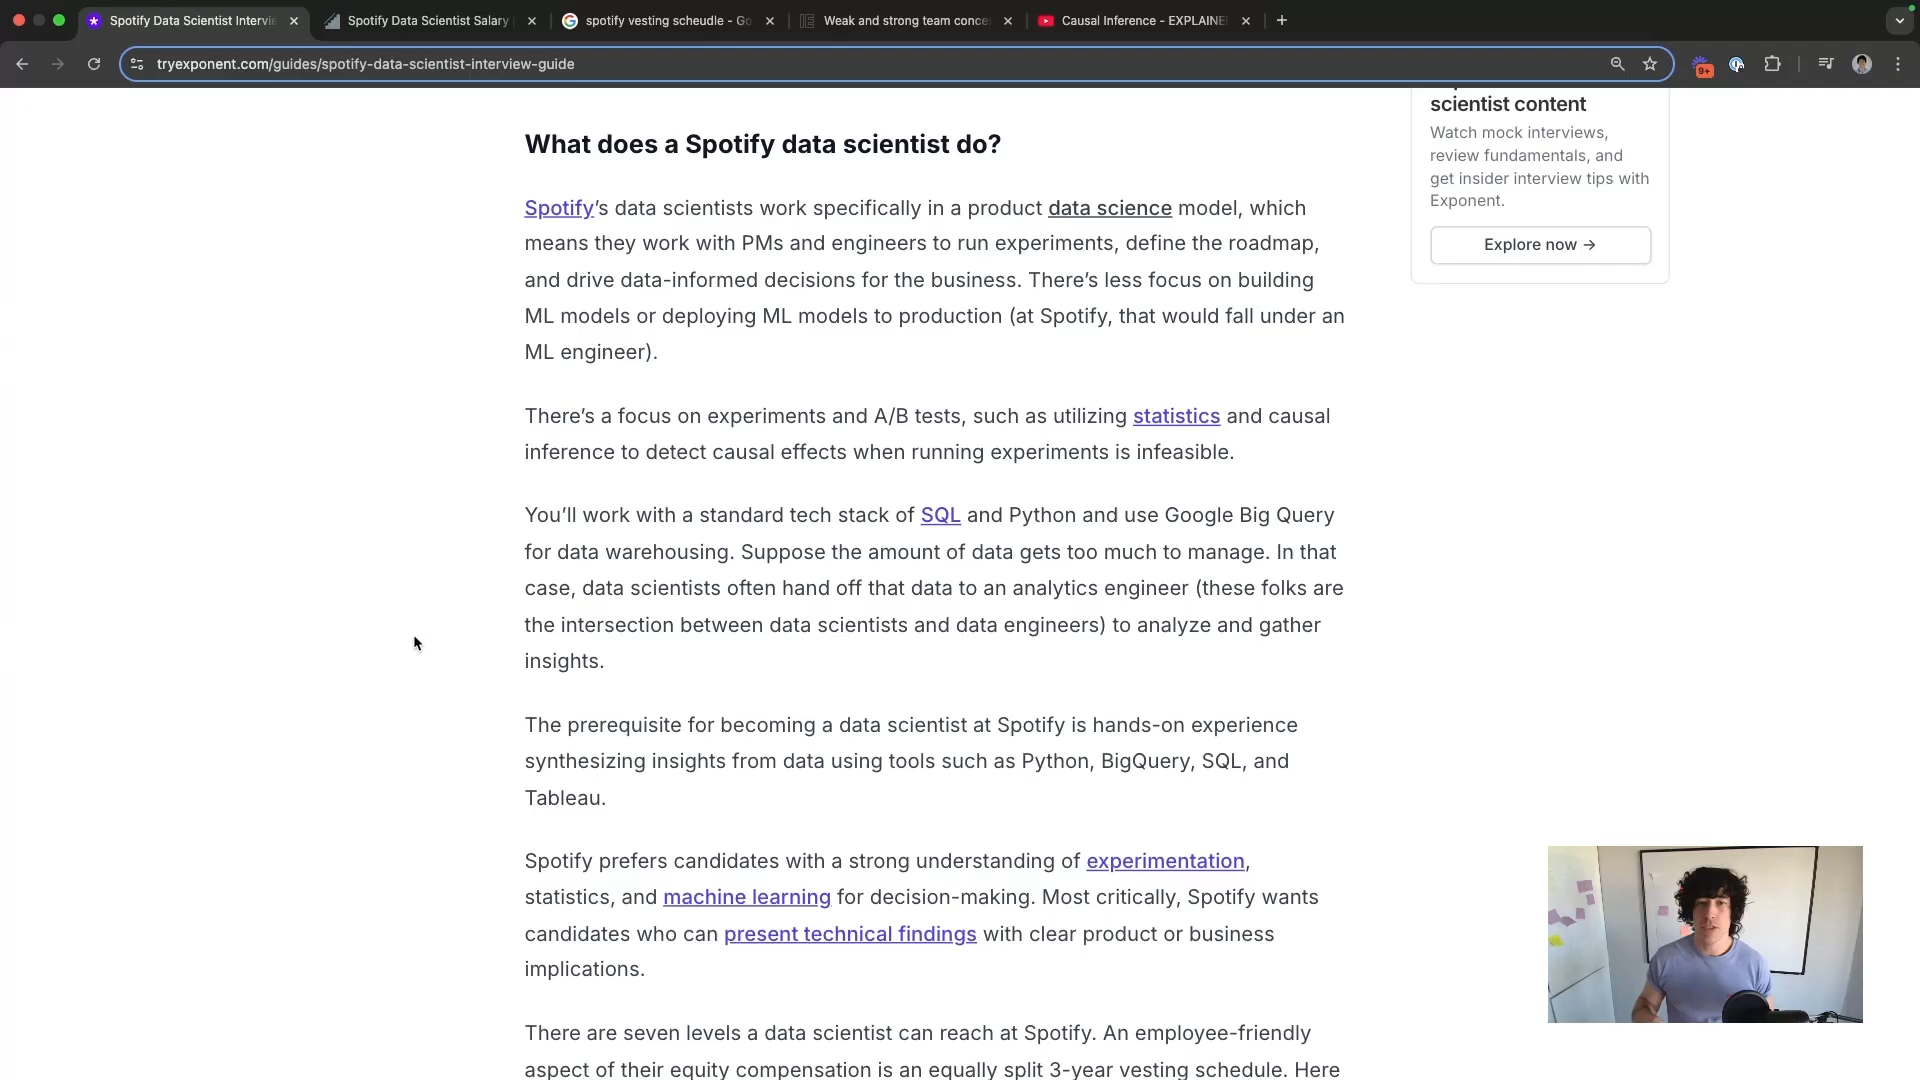 Spotify Data Scientist Intervie
Spotify Data Scientist Salary
spotify vesting scheudle - Go
Weak and strong team conce
Causal Inference - EXPLAINE
tryexponent.com/guides/spotify-data-scientist-interview-guide
9+
What does a Spotify data scientist do?
Spotify’s data scientists work specifically in a product data science model, which
means they work with PMs and engineers to run experiments, define the roadmap,
and drive data-informed decisions for the business. There’s less focus on building
ML models or deploying ML models to production (at Spotify, that would fall under an
ML engineer).
There’s a focus on experiments and A/B tests, such as utilizing statistics and causal
inference to detect causal effects when running experiments is infeasible.
You’ll work with a standard tech stack of SQL and Python and use Google Big Query
for data warehousing. Suppose the amount of data gets too much to manage. In that
case, data scientists often hand off that data to an analytics engineer (these folks are
the intersection between data scientists and data engineers) to analyze and gather
insights.
The prerequisite for becoming a data scientist at Spotify is hands-on experience
synthesizing insights from data using tools such as Python, BigQuery, SQL, and
Tableau.
Spotify prefers candidates with a strong understanding of experimentation,
statistics, and machine learning for decision-making. Most critically, Spotify wants
candidates who can present technical findings with clear product or business
implications.
There are seven levels a data scientist can reach at Spotify. An employee-friendly
aspect of their equity compensation is an equally split 3-year vesting schedule. Here
scientist content
Watch mock interviews,
review fundamentals, and
get insider interview tips with
Exponent.
Explore now →